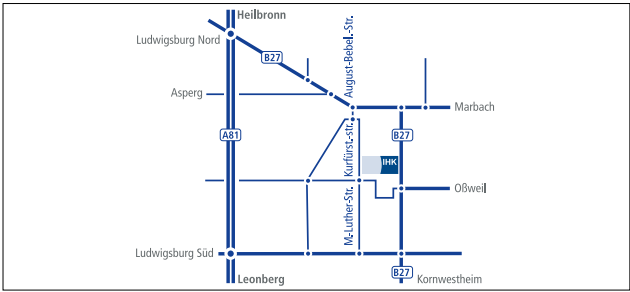 Heilbronn
Ludwigsburg Nord
B27
August-Bebel.-Str.
Asperg
Marbach
A81
Kurfürst.-str.
B27
IHK
M.-Luther-Str.
Oßweil
Ludwigsburg Süd
B27
Leonberg
Kornwestheim